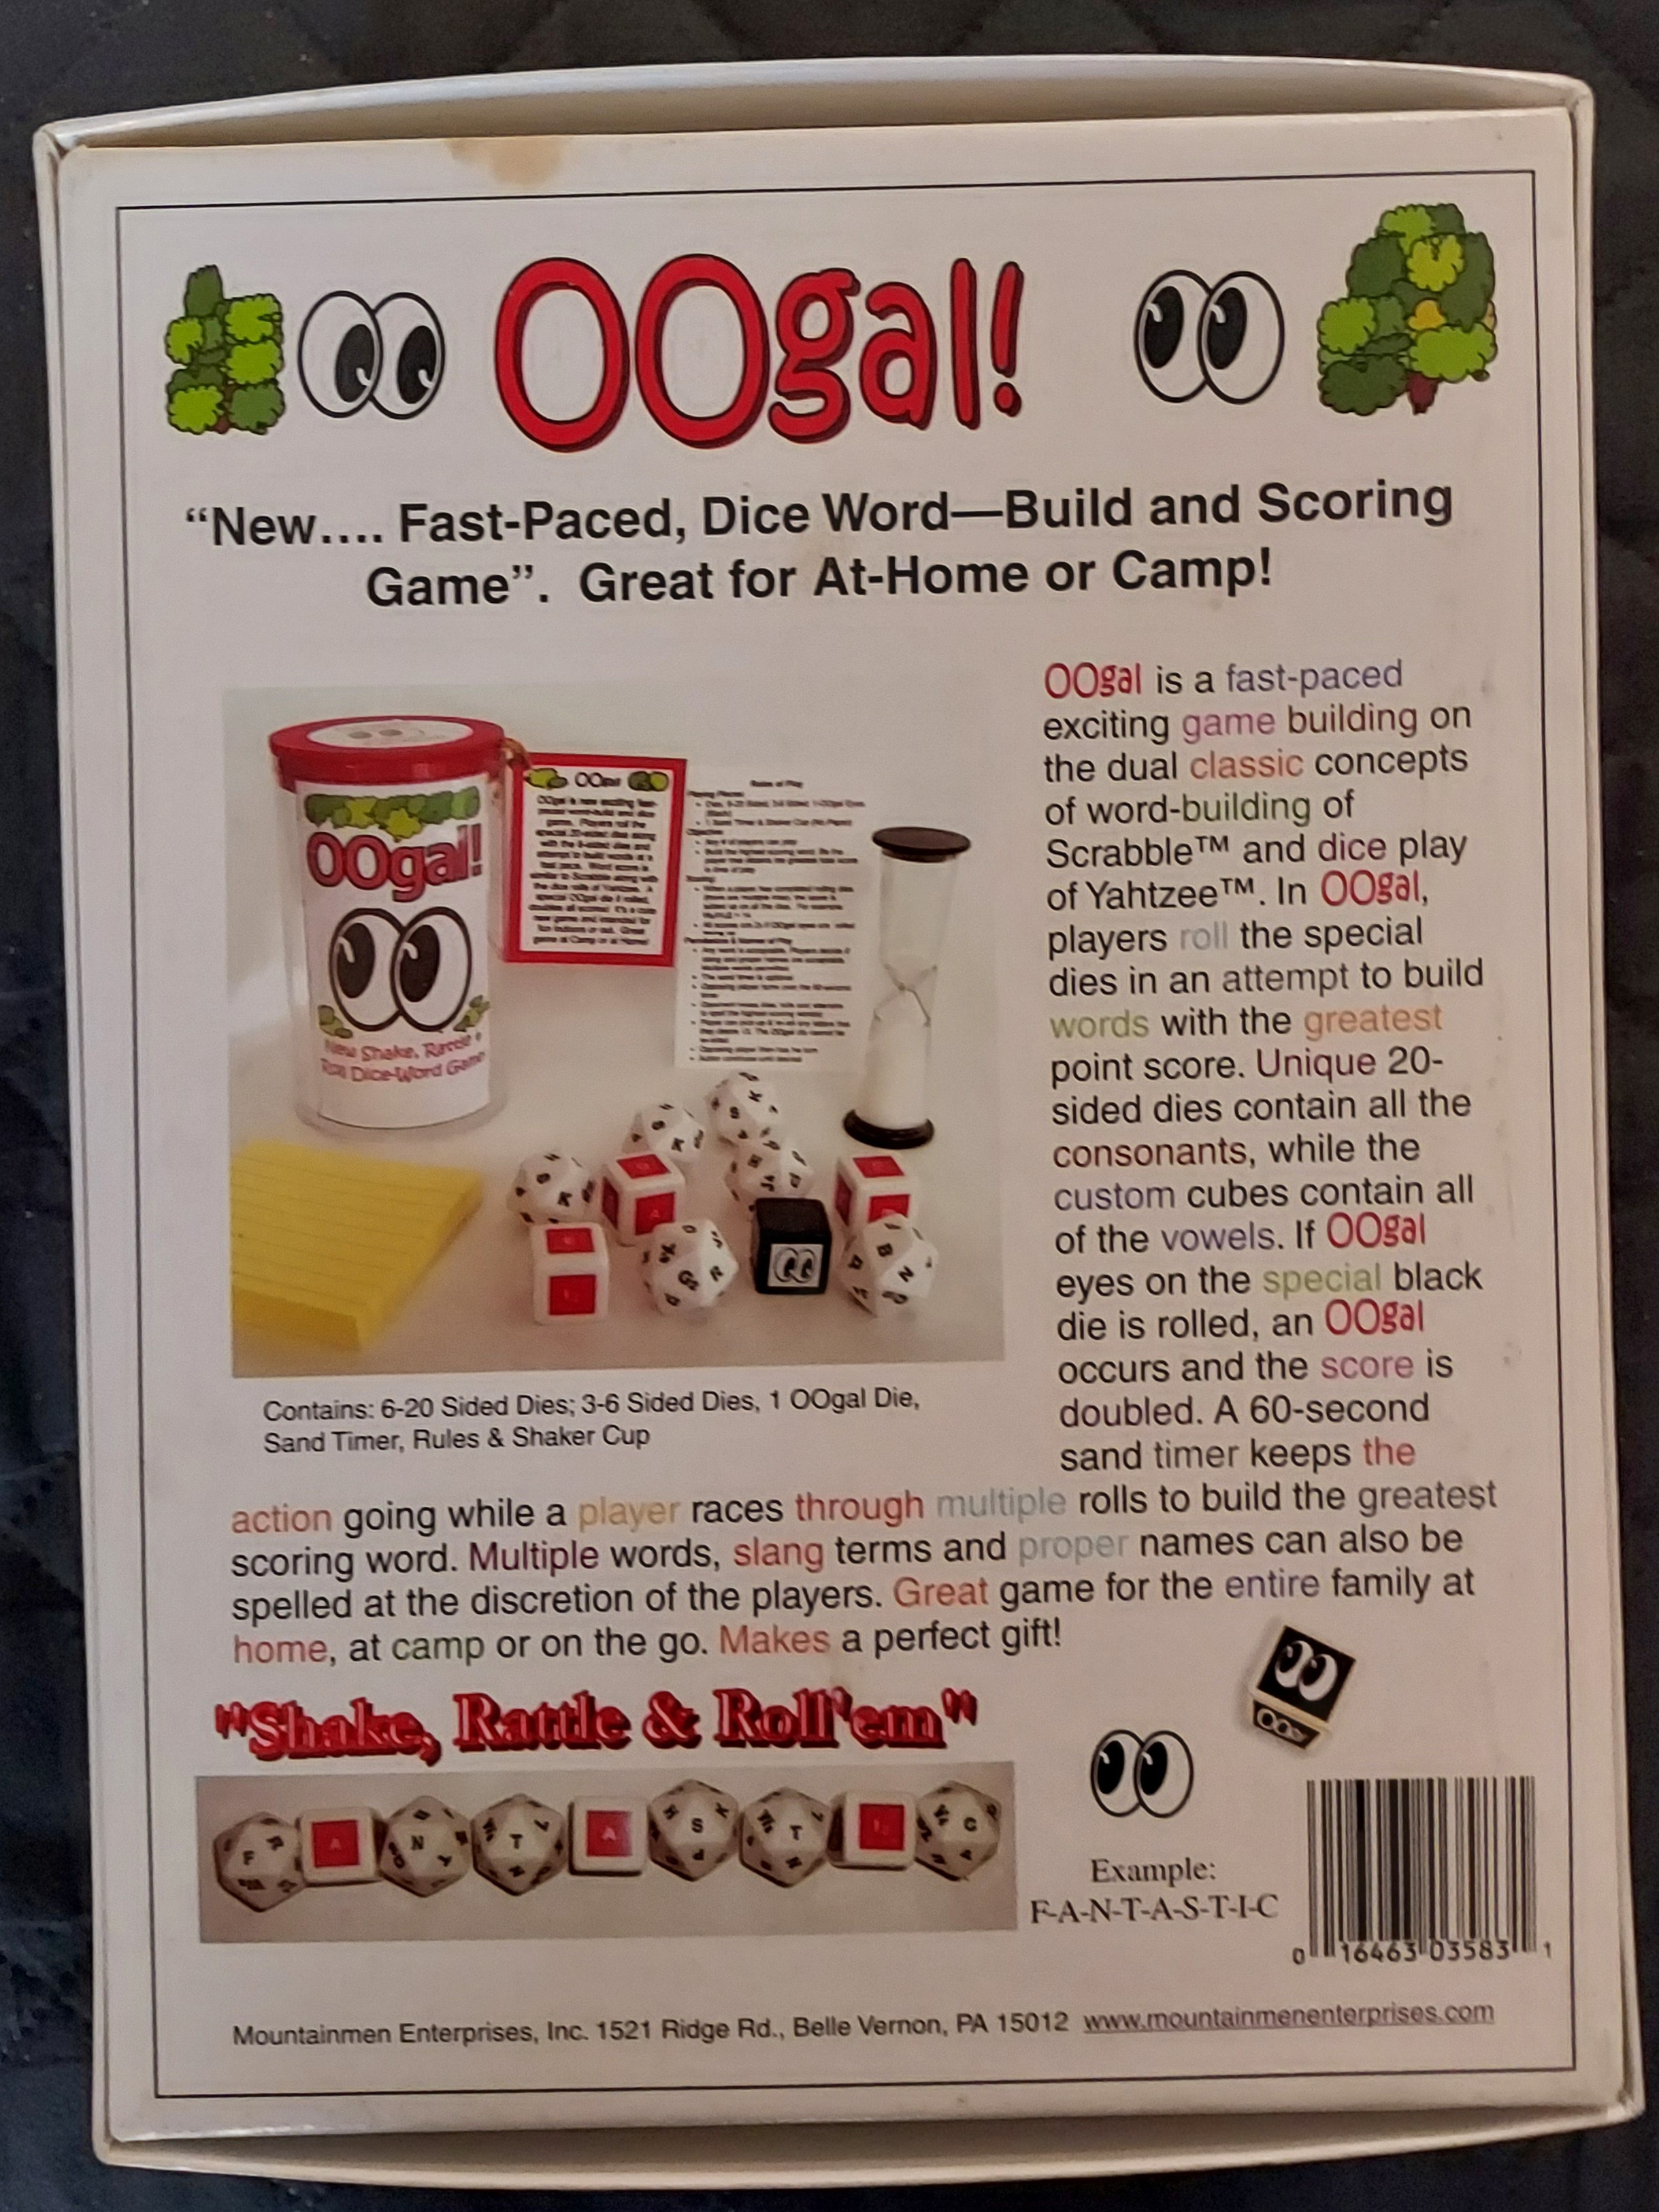 OOgal!
“New.... Fast-Paced, Dice Word—Build and Scoring
Game”. Great for At-Home or Camp!
OOgal is a fast-paced
exciting game building on
the dual classic concepts
of word-building of
Scrabble™ and dice play
of Yahtzee™. In OOgal,
players roll the special
dies in an attempt to build
words with the greatest
point score. Unique 20-
sided dies contain all the
consonants, while the
custom cubes contain all
of the vowels. If OOgal
eyes on the special black
die is rolled, an OOgal
occurs and the score is
doubled. A 60-second
sand timer keeps the
action going while a player races through multiple rolls to build the greatest
scoring word. Multiple words, slang terms and proper names can also be
spelled at the discretion of the players. Great game for the entire family at
home, at camp or on the go. Makes a perfect gift!
OOgal!
New Shake, Rattle &
Roll Dice-Word Game
Contains: 6-20 Sided Dies; 3-6 Sided Dies, 1 OOgal Die,
Sand Timer, Rules & Shaker Cup
"Shake, Rattle & Roll'em"
F A N T A S T I C
Example:
F-A-N-T-A-S-T-I-C
0 16463 03583 1
Mountainmen Enterprises, Inc. 1521 Ridge Rd., Belle Vernon, PA 15012 www.mountainmenenterprises.com